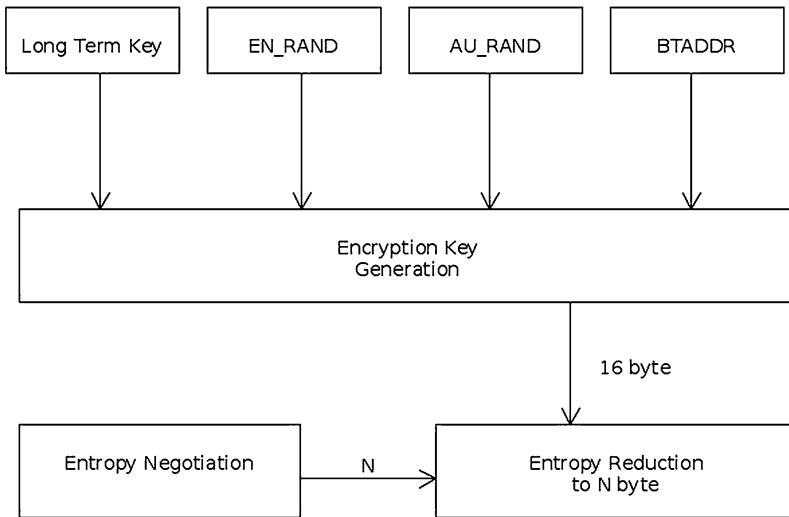 Long Term Key
EN_RAND
AU_RAND
BTADDR
Encryption Key
Generation
16 byte
Entropy Negotiation
N
Entropy Reduction
to N byte